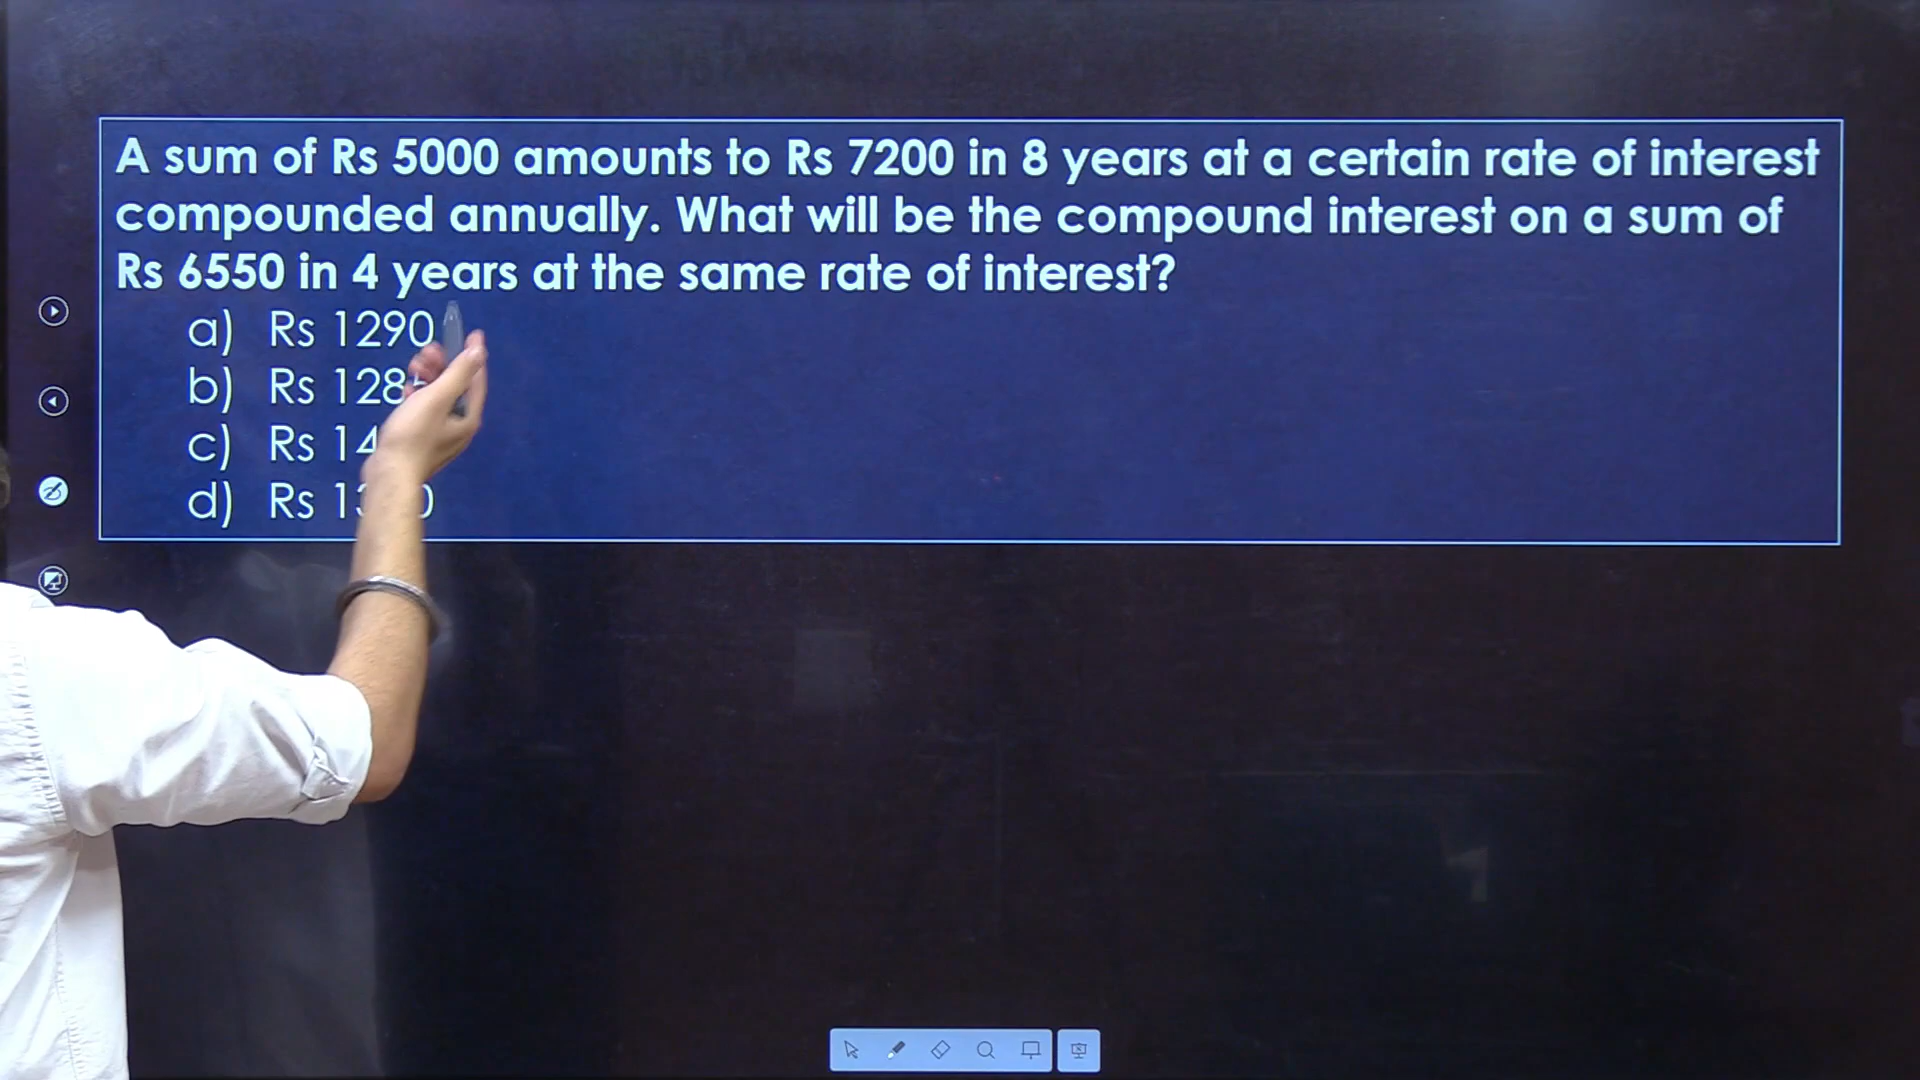 A sum of Rs 5000 amounts to Rs 7200 in 8 years at a certain rate of interest
compounded annually. What will be the compound interest on a sum of
Rs 6550 in 4 years at the same rate of interest?
a) Rs 1290
b) Rs
c) Rs
d) Rs